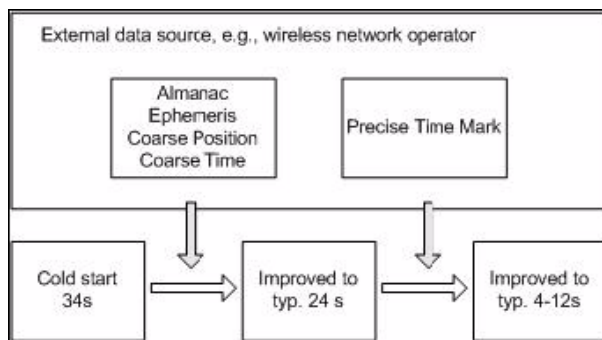 External data source, e.g., wireless network operator
Almanac
Ephemeris
Coarse Position
Coarse Time
Precise Time Mark
Cold start
34s
Improved to
typ. 24 s
Improved to
typ. 4-12s